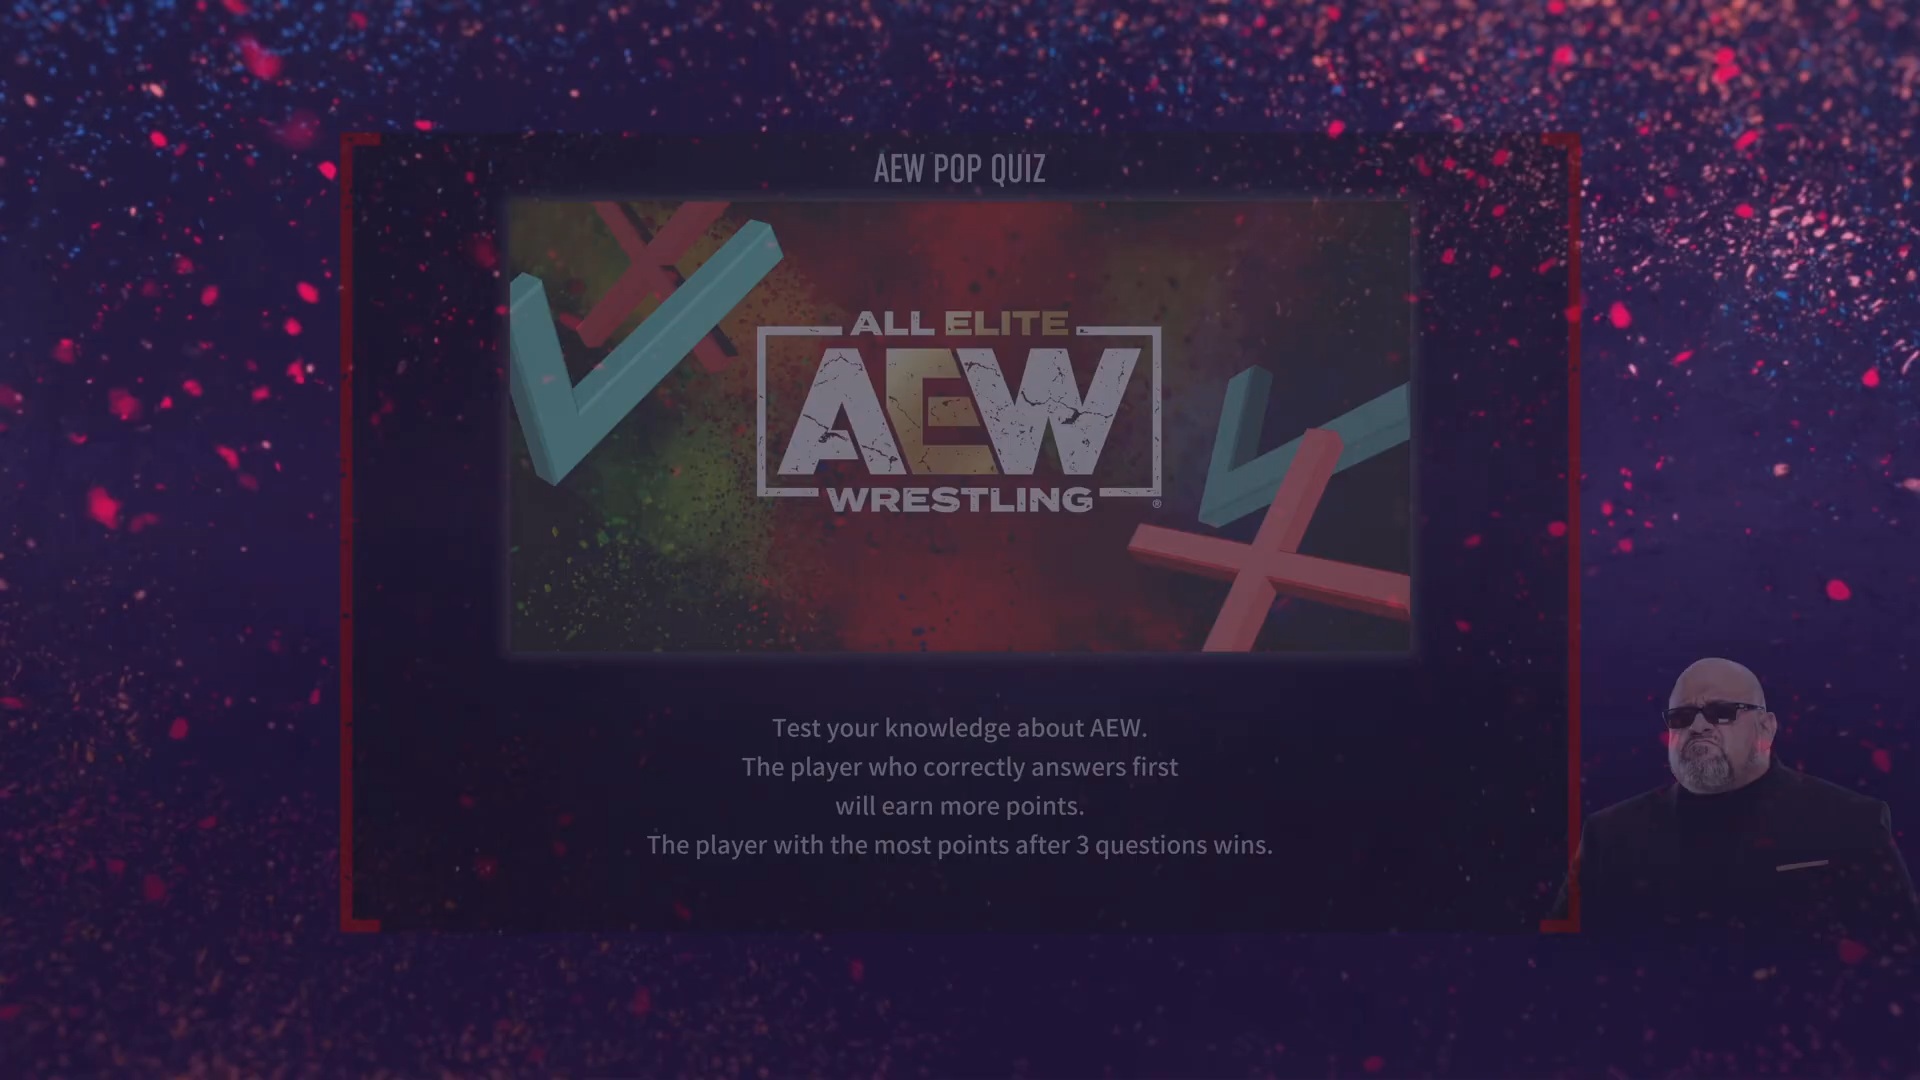 AEW POP QUIZ
ALL ELITE
AEW
WRESTLING
®
Test your knowledge about AEW.
The player who correctly answers first
will earn more points.
The player with the most points after 3 questions wins.